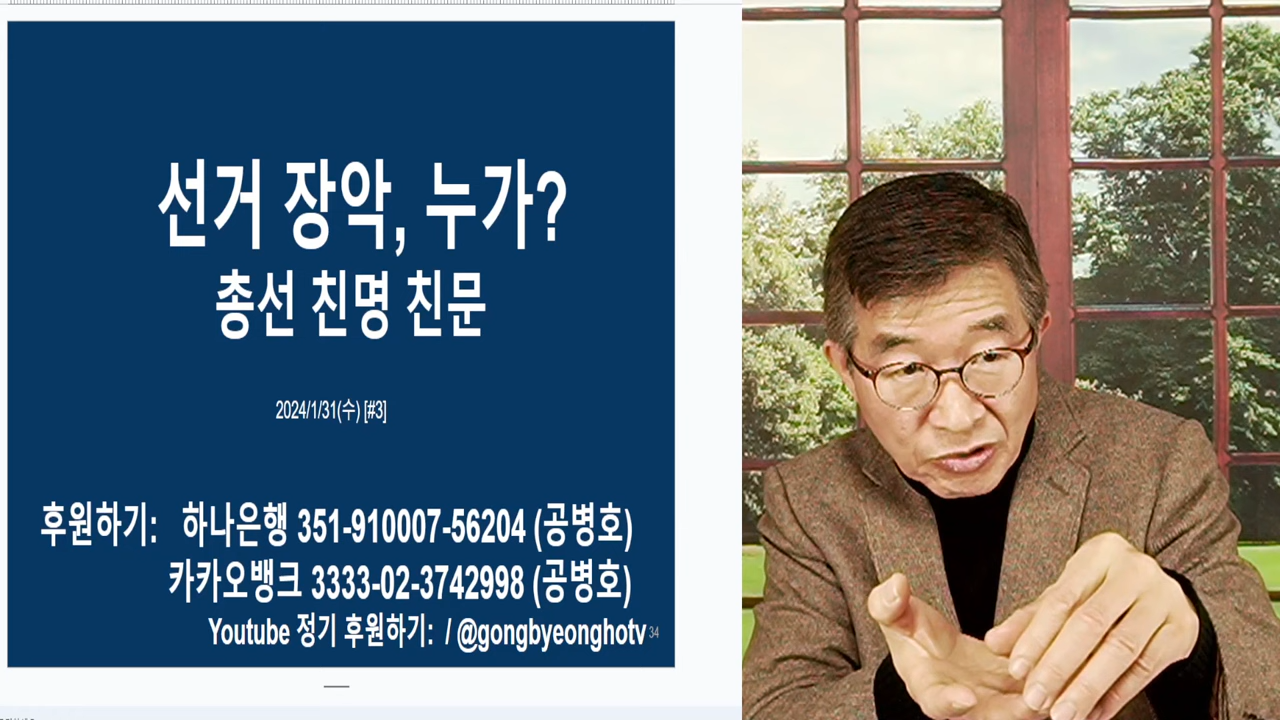 선거 장악, 누가?
총선 친명 친문
2024/1/31(수) [#3]
후원하기: 하나은행 351-910007-56204 (공병호)
카카오뱅크 3333-02-3742998 (공병호)
Youtube 정기 후원하기: / @gongbyeonghotv
34